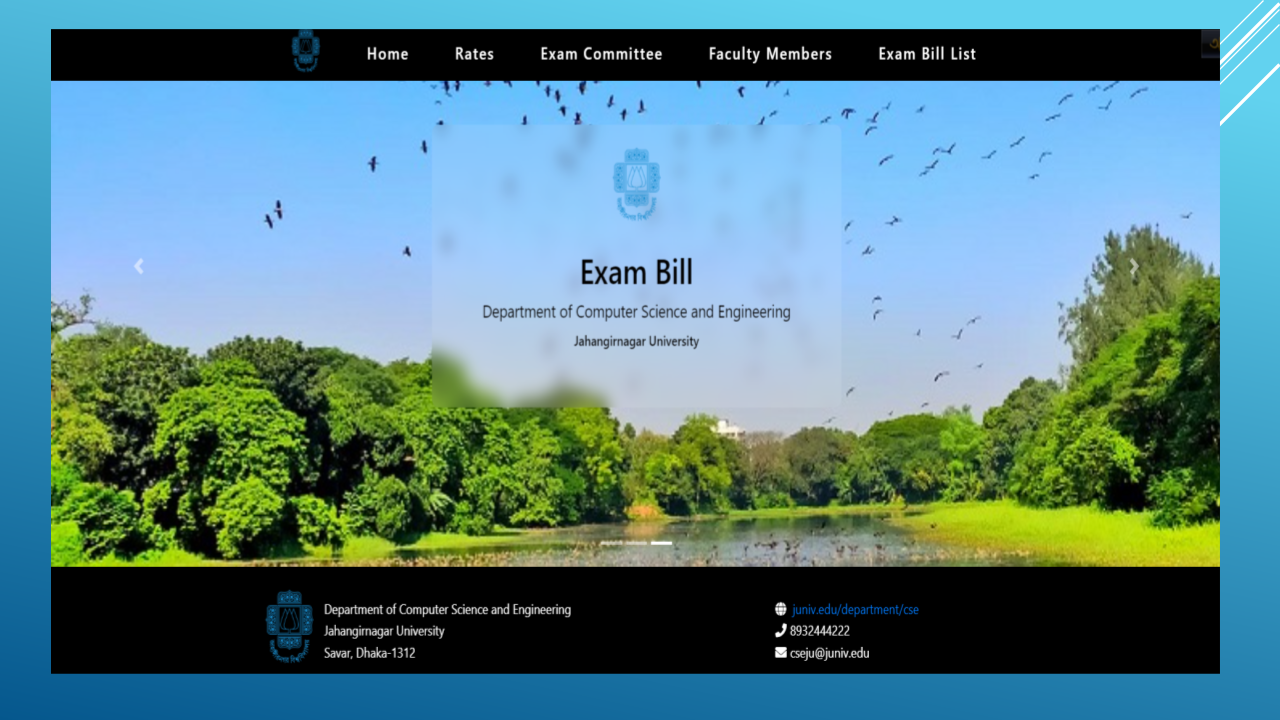 Home Rates Exam Committee Faculty Members Exam Bill List
Exam Bill
Department of Computer Science and Engineering
Jahangirnagar University
Department of Computer Science and Engineering
Jahangirnagar University
Savar, Dhaka-1312
juniv.edu/department/cse
8932444222
cseju@juniv.edu